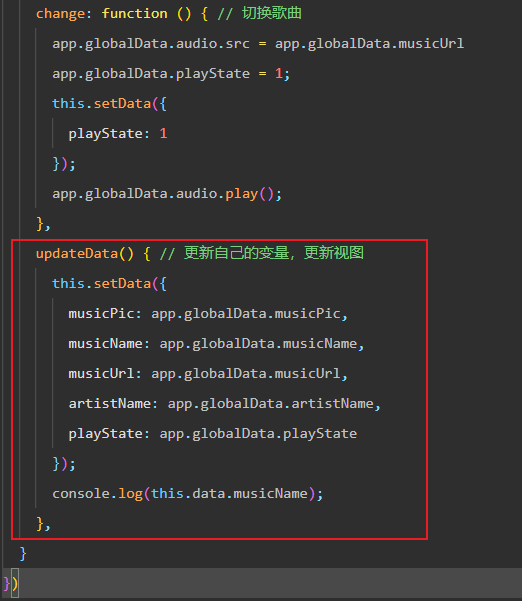 change: function () { // 切换歌曲
app.globalData.audio.src = app.globalData.musicUrl
app.globalData.playState = 1;
this.setData({
playState: 1
});
app.globalData.audio.play();
},
updateData() { // 更新自己的变量，更新视图
this.setData({
musicPic: app.globalData.musicPic,
musicName: app.globalData.musicName,
musicUrl: app.globalData.musicUrl,
artistName: app.globalData.artistName,
playState: app.globalData.playState
});
console.log(this.data.musicName);
},
}
})